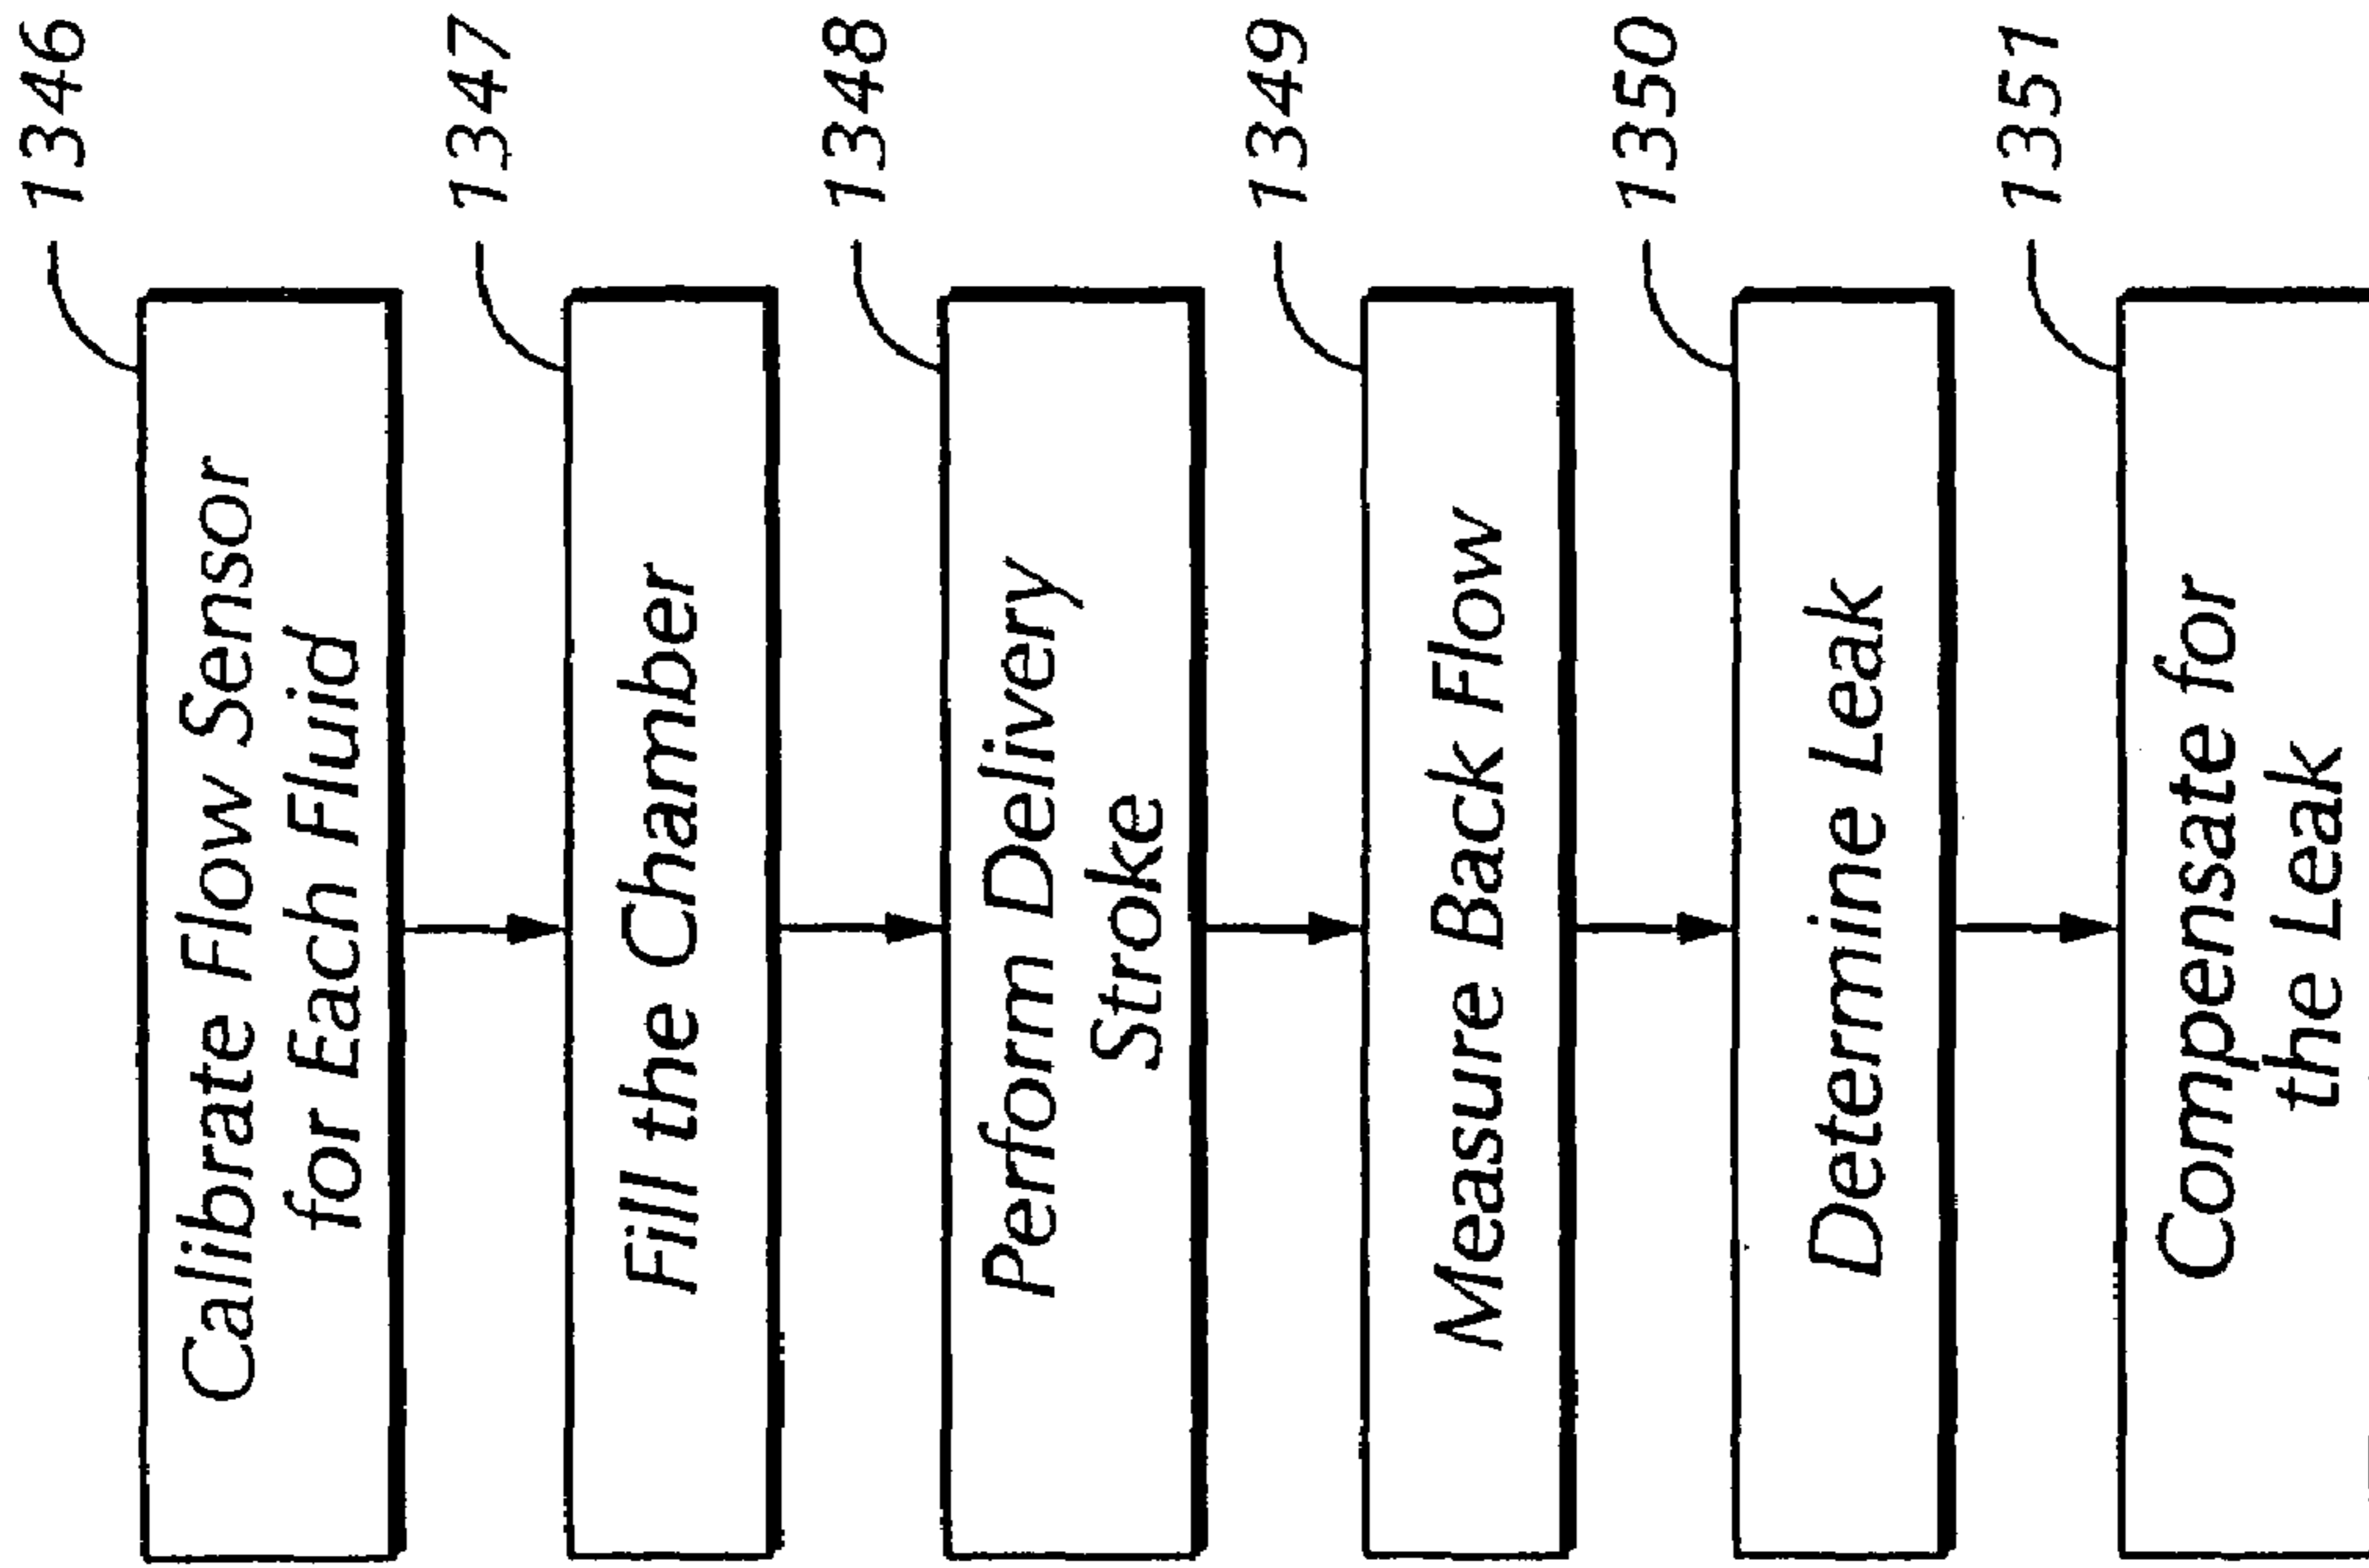 1346
Calibrate Flow Sensor
for Each Fluid
1347
Fill the Chamber
1348
Perform Delivery
Stroke
1349
Measure Back Flow
1350
Determine Leak
1351
Compensate for
the Leak